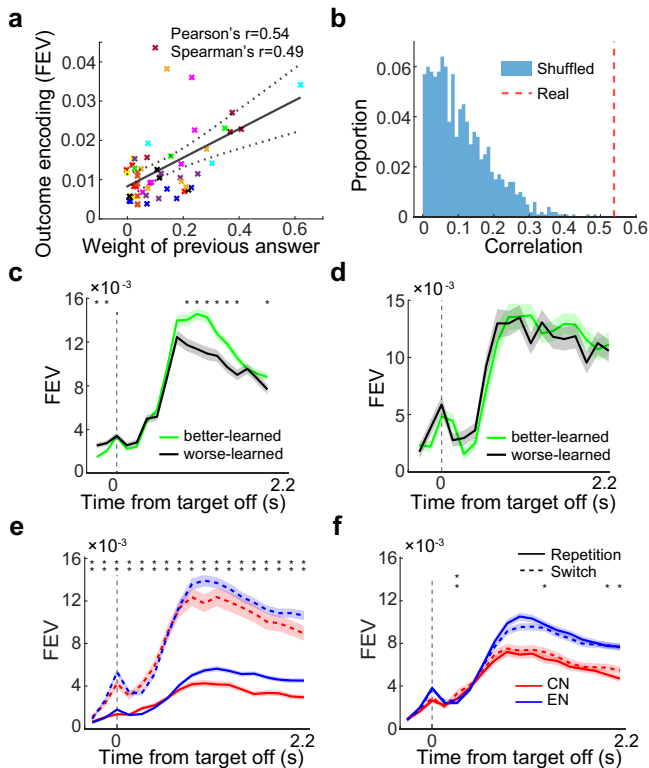 a
Pearson's r=0.54
Spearman's r=0.49
Outcome encoding (FEV)
0.04
0.03
0.02
0.01
0
0
0.2
0.4
0.6
Weight of previous answer
b
Shuffled
Real
Proportion
0.06
0.04
0.02
0
0
0.1
0.2
0.3
0.4
0.5
0.6
Correlation
c
×10⁻³
16
12
8
4
0
FEV
* * * * * * * * *
better-learned
worse-learned
0
2.2
Time from target off (s)
d
×10⁻³
15
10
5
0
FEV
better-learned
worse-learned
0
2.2
Time from target off (s)
e
×10⁻³
16
12
8
4
0
FEV
* * * * * * * * * * * * * * * * * *
* * * * * * * * * * * * * * * * * *
0
2.2
Time from target off (s)
f
×10⁻³
16
12
8
4
0
FEV
Repetition
Switch
*
* * * *
CN
EN
0
2.2
Time from target off (s)